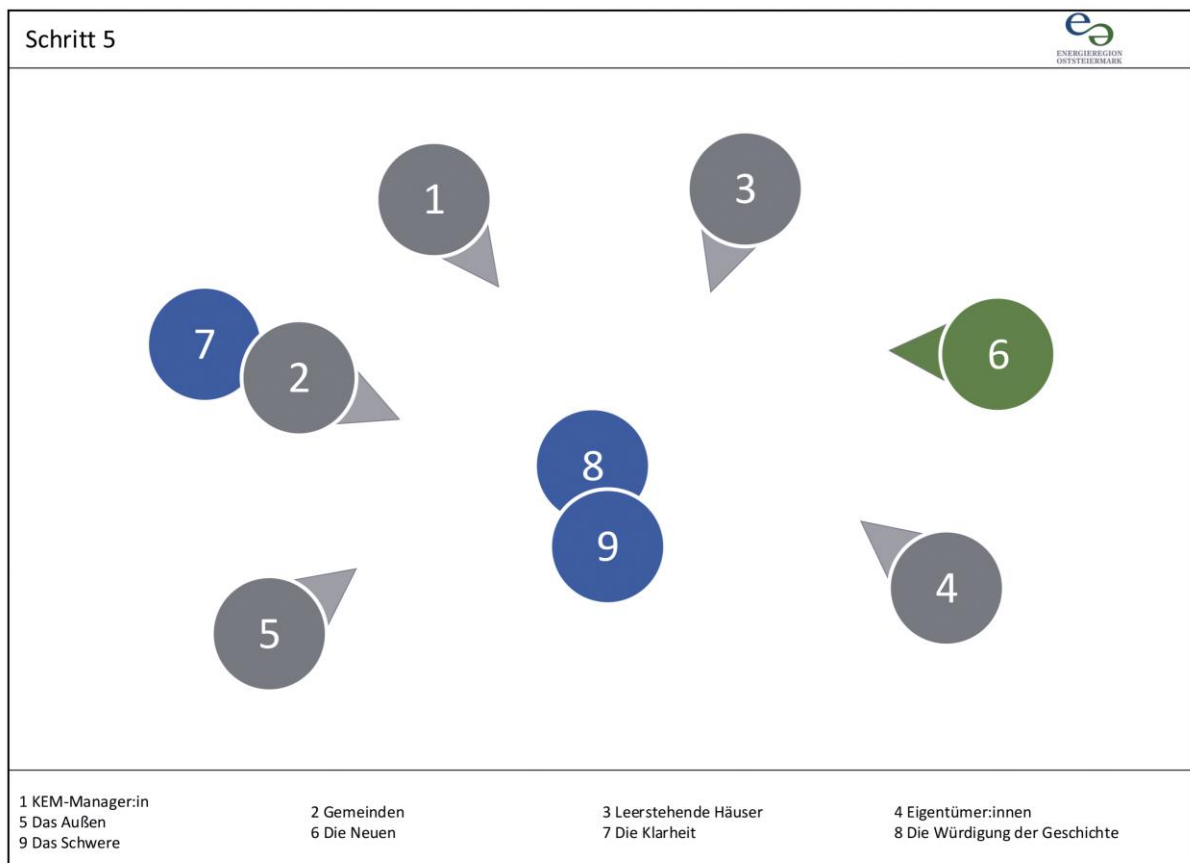 Schritt 5
ENERGIEREGION
OSTSTEIERMARK
1
3
7
2
6
8
9
5
4
1 KEM-Manager:in
2 Gemeinden
3 Leerstehende Häuser
4 Eigentümer:innen
5 Das Außen
6 Die Neuen
7 Die Klarheit
8 Die Würdigung der Geschichte
9 Das Schwere